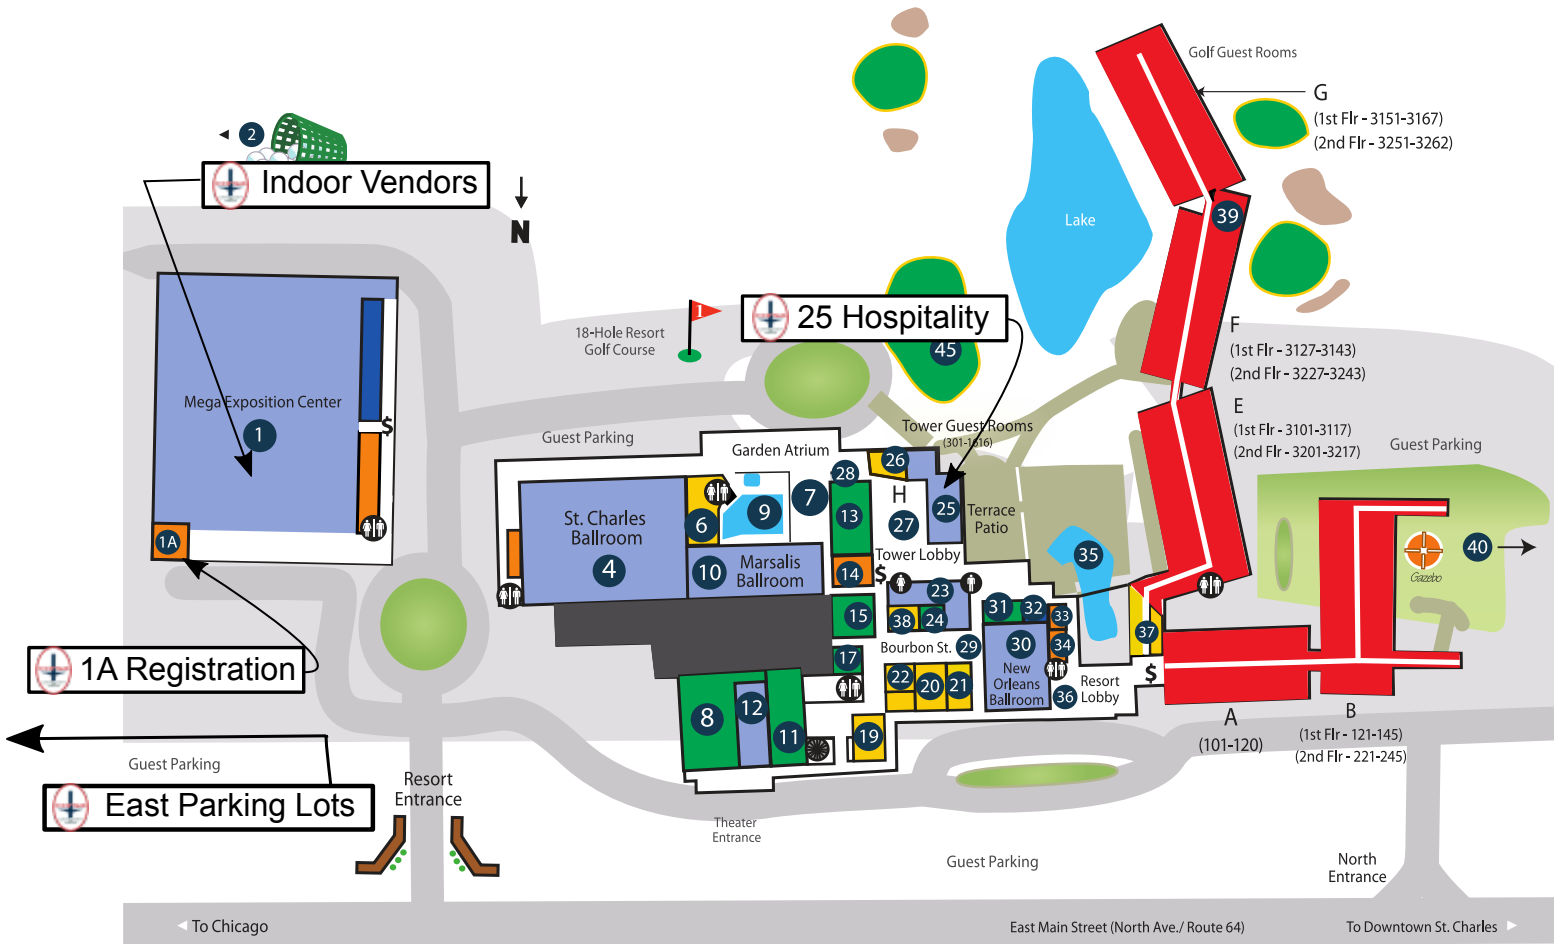 Golf Guest Rooms
G
(1st Flr - 3151-3167)
(2nd Flr - 3251-3262)
2
Indoor Vendors
N
39
Lake
1
18-Hole Resort
Golf Course
25 Hospitality
45
F
(1st Flr - 3127-3143)
(2nd Flr - 3227-3243)
Mega Exposition Center
1
$
E
(1st Flr - 3101-3117)
(2nd Flr - 3201-3217)
Guest Parking
Guest Parking
Garden Atrium
Tower Guest Rooms
(301-1616)
26
28
H
7
6
9
13
25
27
St. Charles
Ballroom
4
Terrace
Patio
1A
Tower Lobby
10
Marsalis
Ballroom
14
$
35
40
Gazebo
23
15
38
24
31
32
33
37
Bourbon St.
29
30
34
New
Orleans
Ballroom
17
22
20
21
36
Resort
Lobby
$
1A Registration
8
12
11
19
A
(101-120)
B
(1st Flr - 121-145)
(2nd Flr - 221-245)
Guest Parking
East Parking Lots
Resort
Entrance
Theater
Entrance
Guest Parking
North
Entrance
To Chicago
East Main Street (North Ave./ Route 64)
To Downtown St. Charles